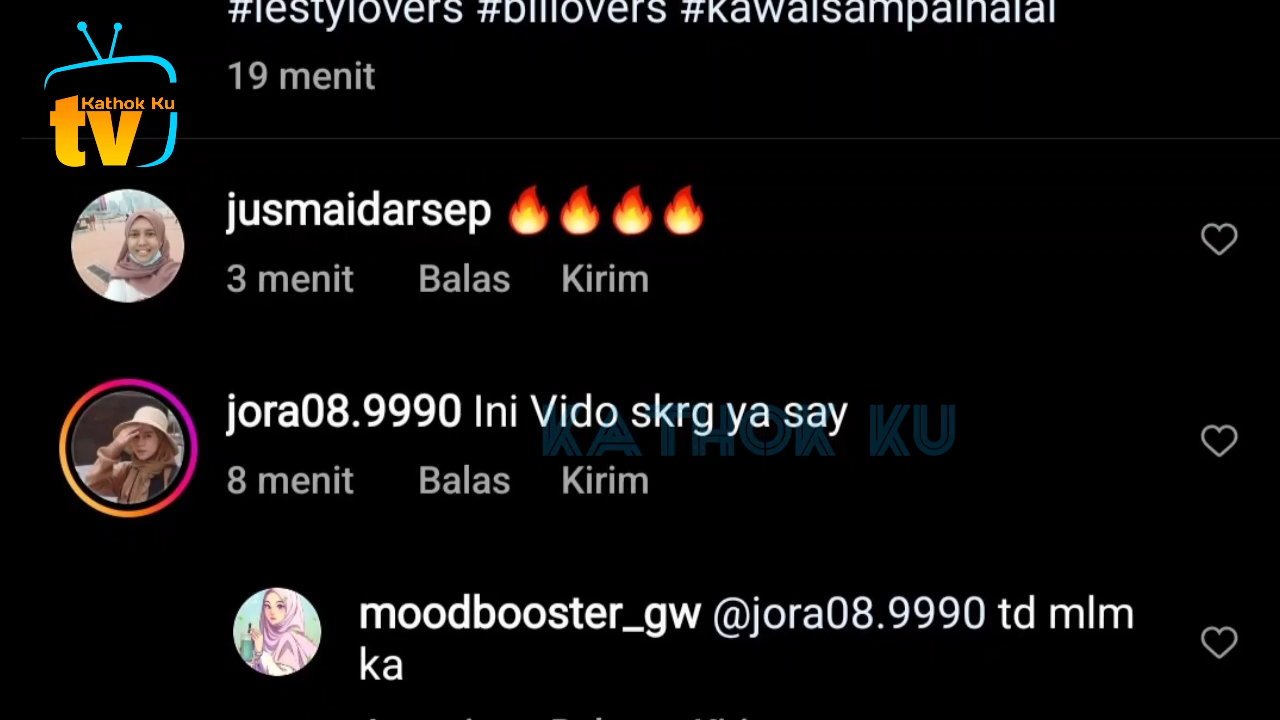 #lestylovers #billovers #kawalsampaihalal
19 menit
Kathok Ku
tv
jusmaidarsep 🔥🔥🔥🔥
3 menit Balas Kirim
jora08.9990 Ini Vido skrg ya say
KATHOK KU
8 menit Balas Kirim
moodbooster_gw @jora08.9990 td mlm
ka